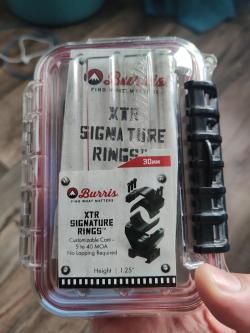 Burris
FIND WHAT MATTERS
XTR
SIGNATURE
RINGS™
30MM
Burris
FIND WHAT MATTERS
XTR
SIGNATURE
RINGS™
Customizable Cant -
5 to 40 MOA
No Lapping Required
Height | 1.25"